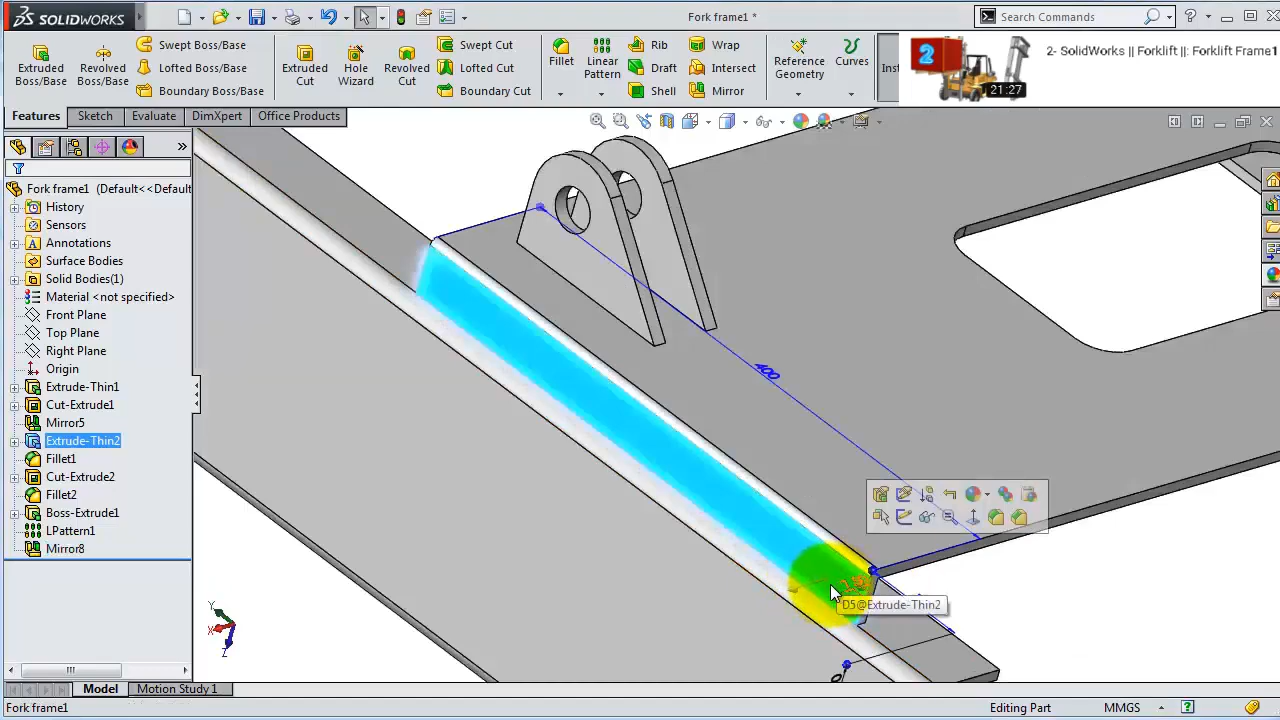 SOLIDWORKS
Fork frame1 *
Search Commands
Extruded Boss/Base
Revolved Boss/Base
Swept Boss/Base
Lofted Boss/Base
Boundary Boss/Base
Extruded Cut
Hole Wizard
Revolved Cut
Swept Cut
Lofted Cut
Boundary Cut
Fillet
Linear Pattern
Rib
Draft
Shell
Wrap
Intersect
Mirror
Reference Geometry
Curves
Inst
2
21:27
2- SolidWorks || Forklift ||: Forklift Frame1
Features
Sketch
Evaluate
DimXpert
Office Products
Fork frame1 (Default<<Default
History
Sensors
Annotations
Surface Bodies
Solid Bodies(1)
Material <not specified>
Front Plane
Top Plane
Right Plane
Origin
Extrude-Thin1
Cut-Extrude1
Mirror5
Extrude-Thin2
Fillet1
Cut-Extrude2
Fillet2
Boss-Extrude1
LPattern1
Mirror8
400
D5@Extrude-Thin2
Y
X
Z
Model
Motion Study 1
Fork frame1
Editing Part
MMGS